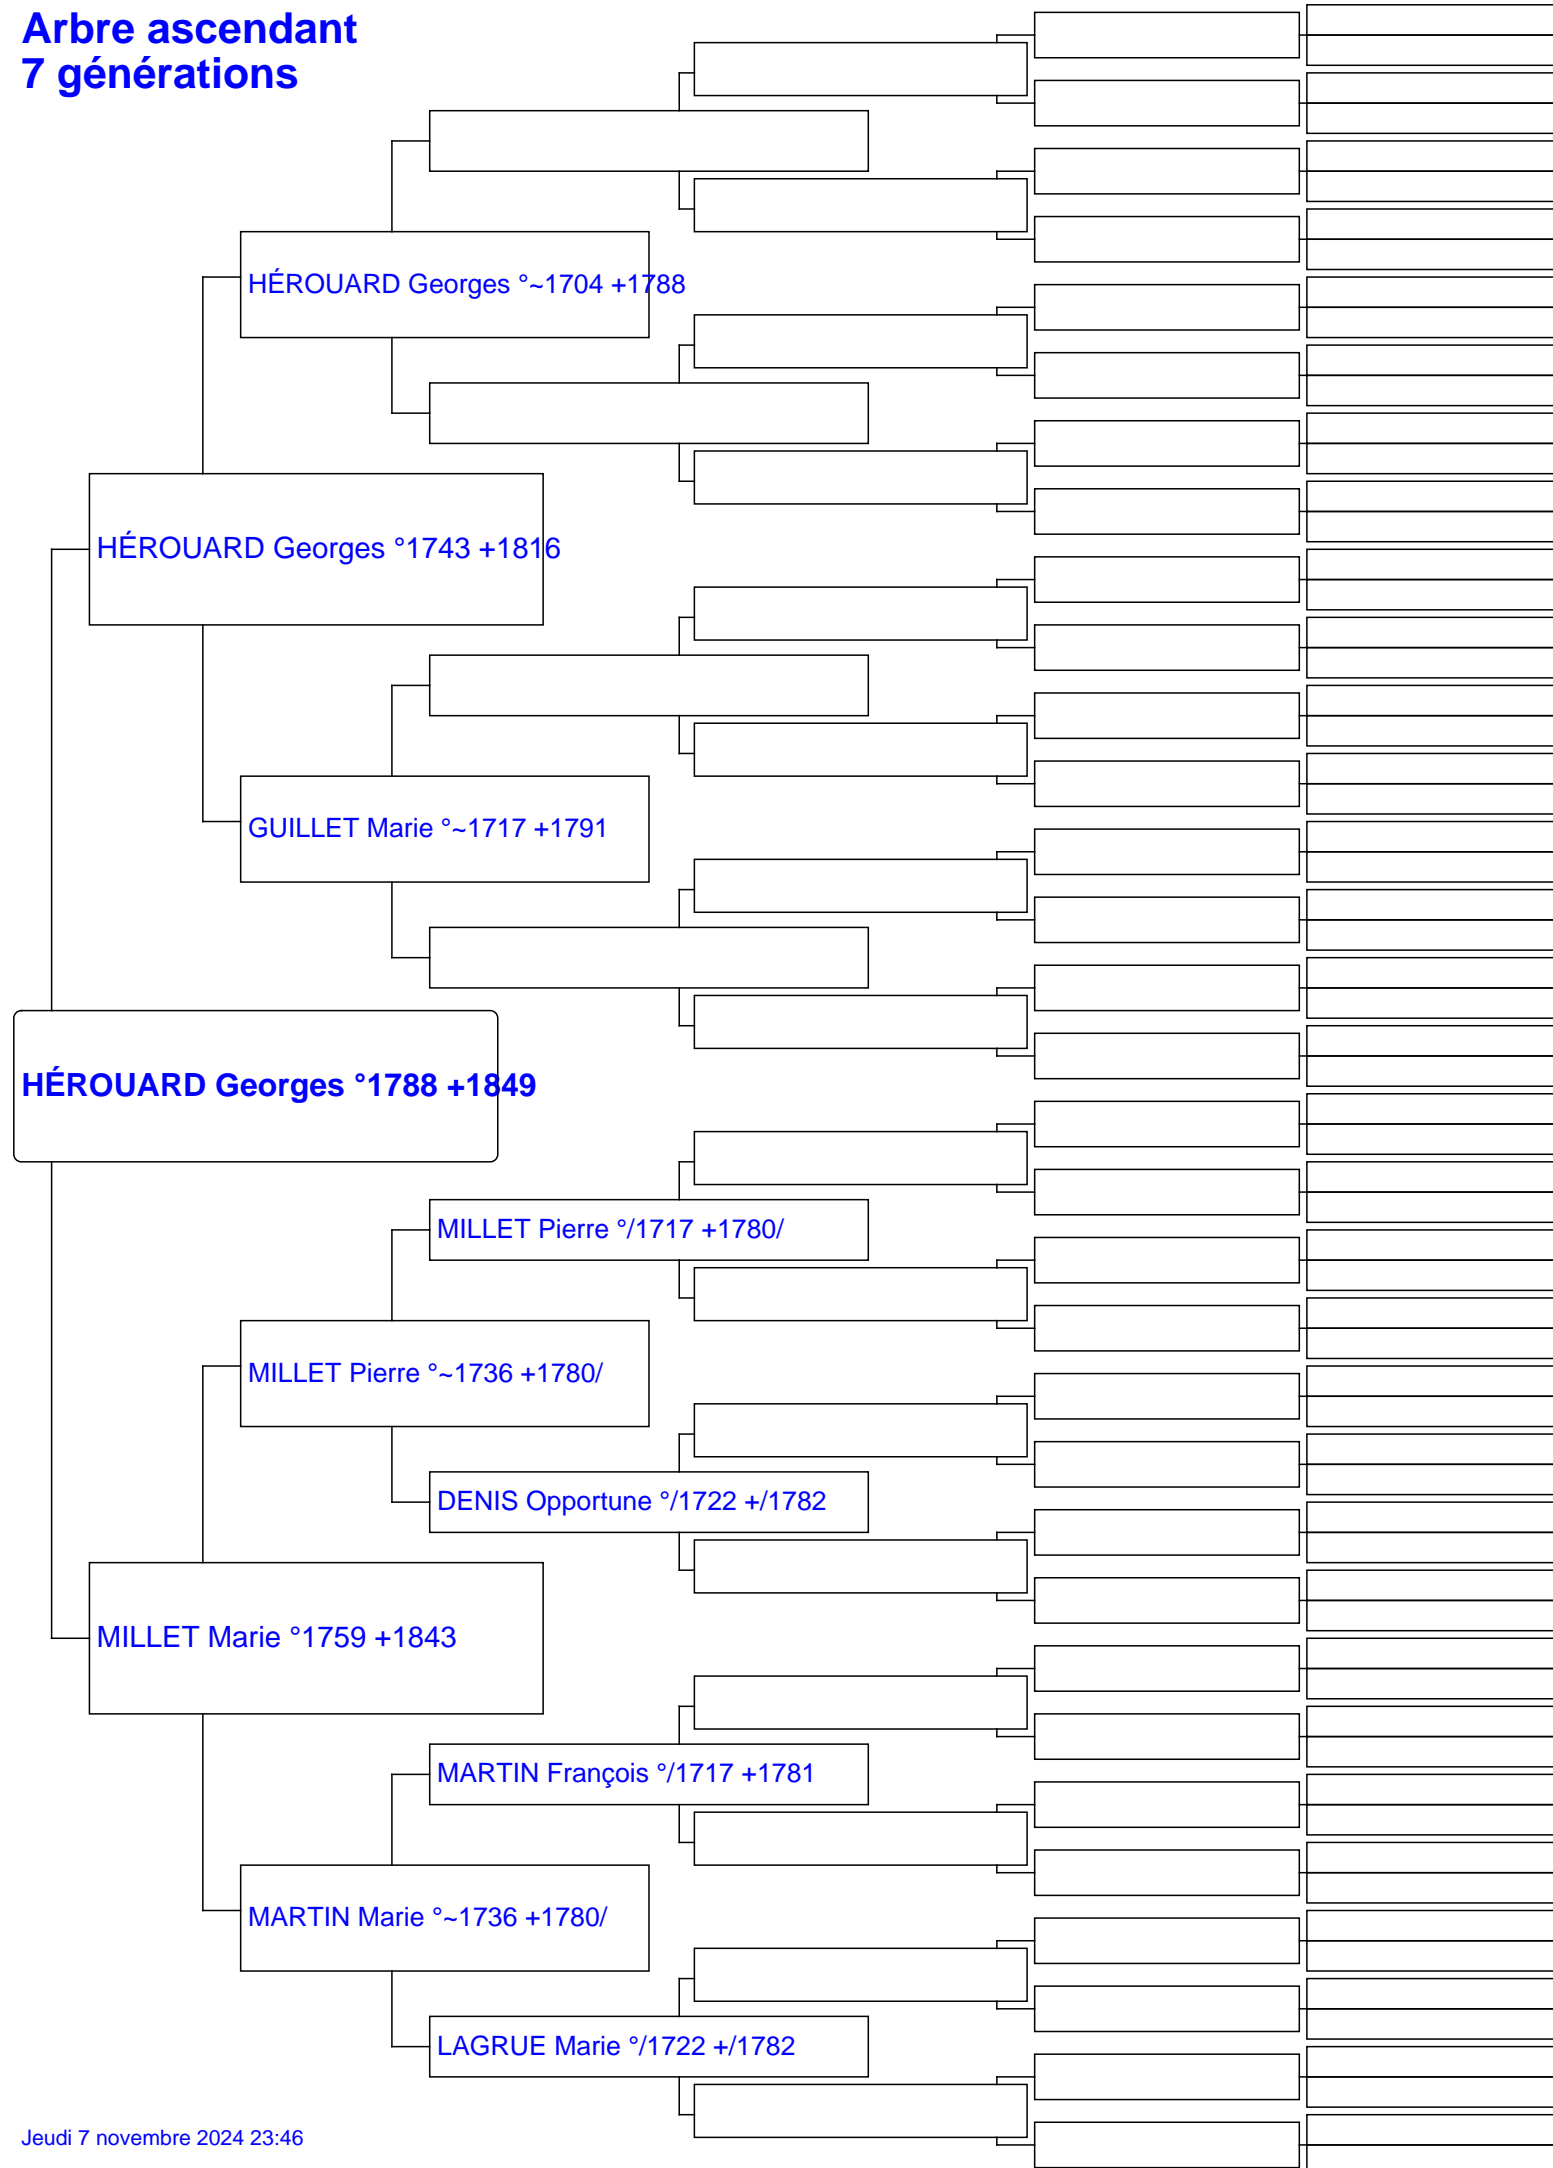 Arbre ascendant
7 générations
HÉROUARD Georges °~1704 +1788
HÉROUARD Georges °1743 +1816
GUILLET Marie °~1717 +1791
HÉROUARD Georges °1788 +1849
MILLET Pierre °/1717 +1780/
MILLET Pierre °~1736 +1780/
DENIS Opportune °/1722 +/1782
MILLET Marie °1759 +1843
MARTIN François °/1717 +1781
MARTIN Marie °~1736 +1780/
LAGRUE Marie °/1722 +/1782
Jeudi 7 novembre 2024 23:46